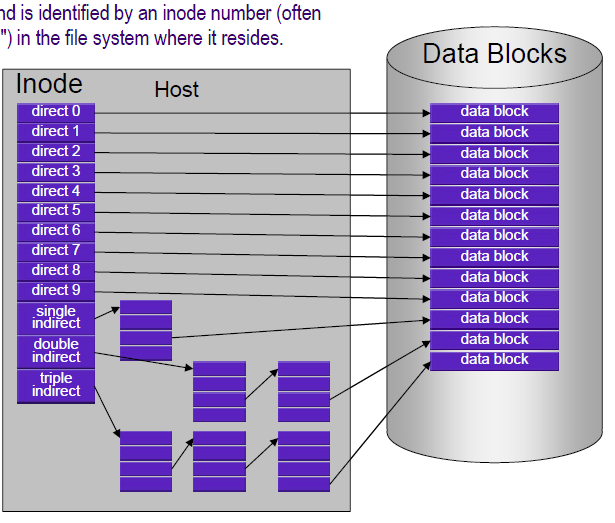 nd is identified by an inode number (often
") in the file system where it resides.
Data Blocks
Inode
Host
direct 0
direct 1
direct 2
direct 3
direct 4
direct 5
direct 6
direct 7
direct 8
direct 9
single
indirect
double
indirect
triple
indirect
data block
data block
data block
data block
data block
data block
data block
data block
data block
data block
data block
data block
data block